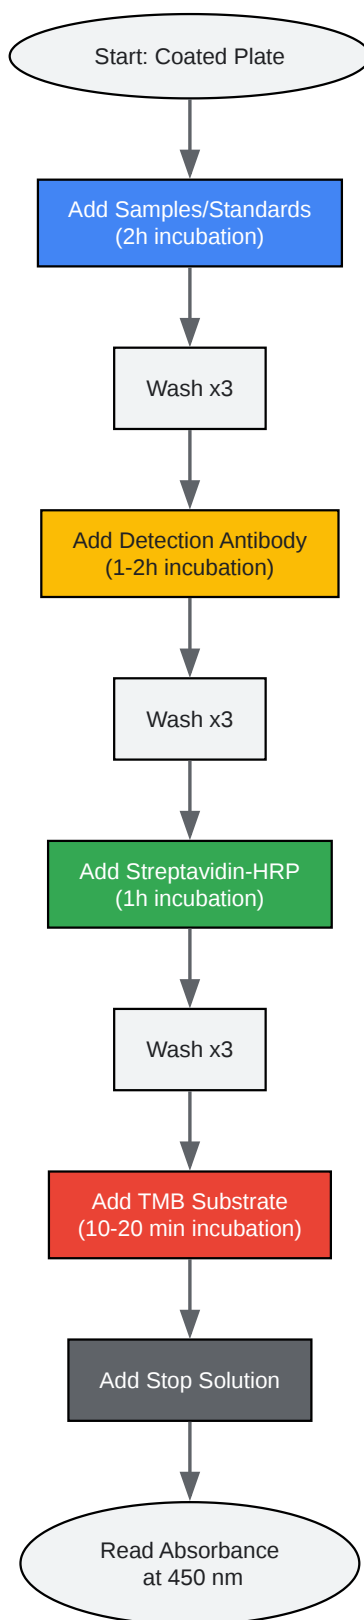 Start: Coated Plate
Add Samples/Standards
(2h incubation)
Wash x3
Add Detection Antibody
(1-2h incubation)
Wash x3
Add Streptavidin-HRP
(1h incubation)
Wash x3
Add TMB Substrate
(10-20 min incubation)
Add Stop Solution
Read Absorbance
at 450 nm